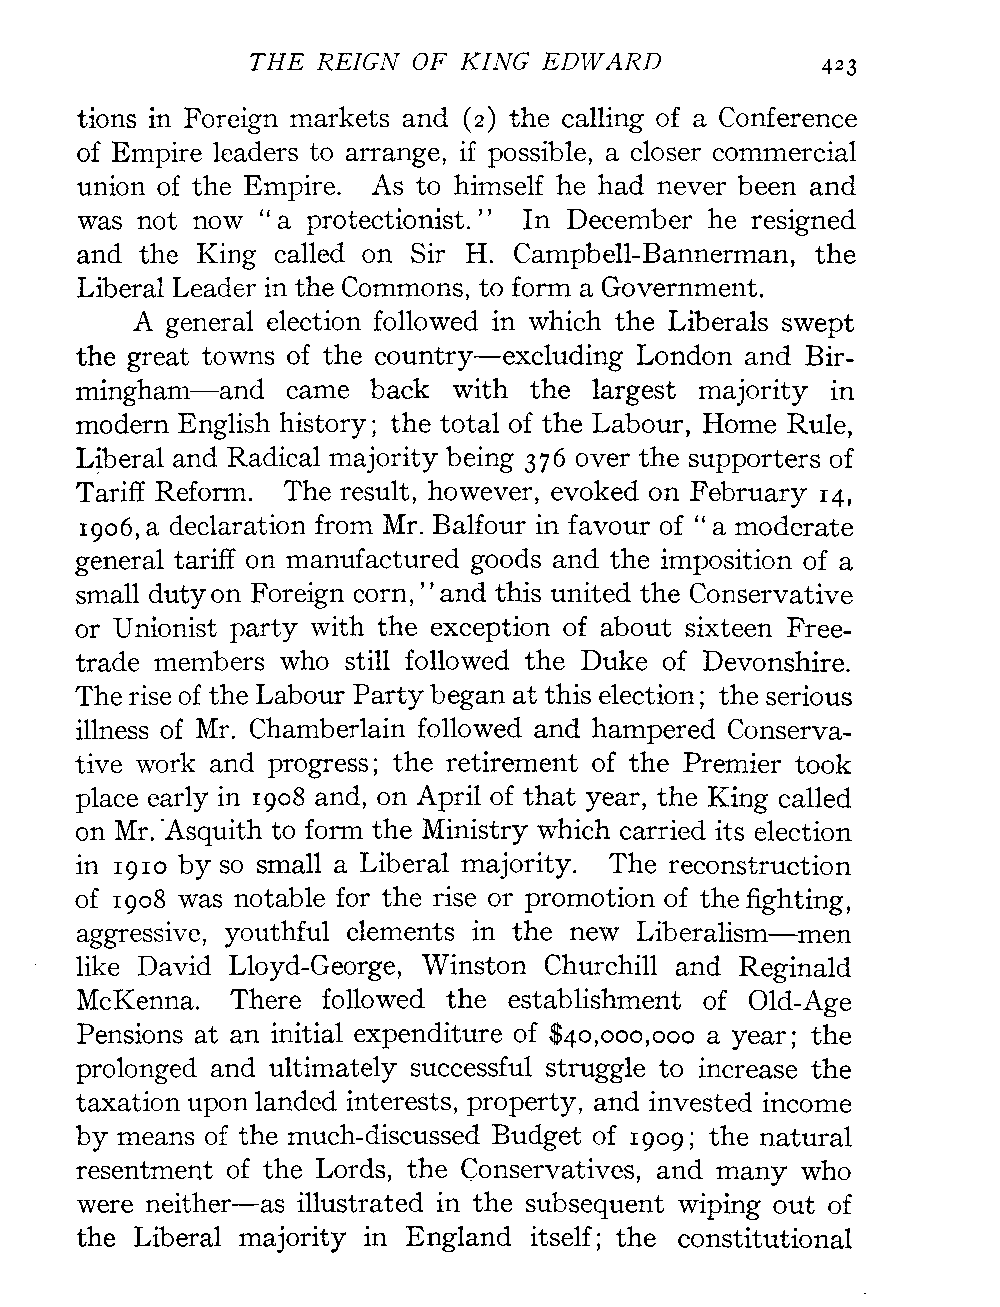 THE REIGN OF KING EDWARD 423
tions in Foreign markets and (2) the calling of a Conference
of Empire leaders to arrange, if possible, a closer commercial
union of the Empire. As to himself he had never been and
was not now "a protectionist." In December he resigned
and the King called on Sir H. Campbell-Bannerman, the
Liberal Leader in the Commons, to form a Government.
A general election followed in which the Liberals swept
the great towns of the country—excluding London and Bir-
mingham—and came back with the largest majority in
modern English history; the total of the Labour, Home Rule,
Liberal and Radical majority being 376 over the supporters of
Tariff Reform. The result, however, evoked on February 14,
1906, a declaration from Mr. Balfour in favour of "a moderate
general tariff on manufactured goods and the imposition of a
small duty on Foreign corn," and this united the Conservative
or Unionist party with the exception of about sixteen Free-
trade members who still followed the Duke of Devonshire.
The rise of the Labour Party began at this election; the serious
illness of Mr. Chamberlain followed and hampered Conserva-
tive work and progress; the retirement of the Premier took
place early in 1908 and, on April of that year, the King called
on Mr. Asquith to form the Ministry which carried its election
in 1910 by so small a Liberal majority. The reconstruction
of 1908 was notable for the rise or promotion of the fighting,
aggressive, youthful elements in the new Liberalism—men
like David Lloyd-George, Winston Churchill and Reginald
McKenna. There followed the establishment of Old-Age
Pensions at an initial expenditure of $40,000,000 a year; the
prolonged and ultimately successful struggle to increase the
taxation upon landed interests, property, and invested income
by means of the much-discussed Budget of 1909; the natural
resentment of the Lords, the Conservatives, and many who
were neither—as illustrated in the subsequent wiping out of
the Liberal majority in England itself; the constitutional